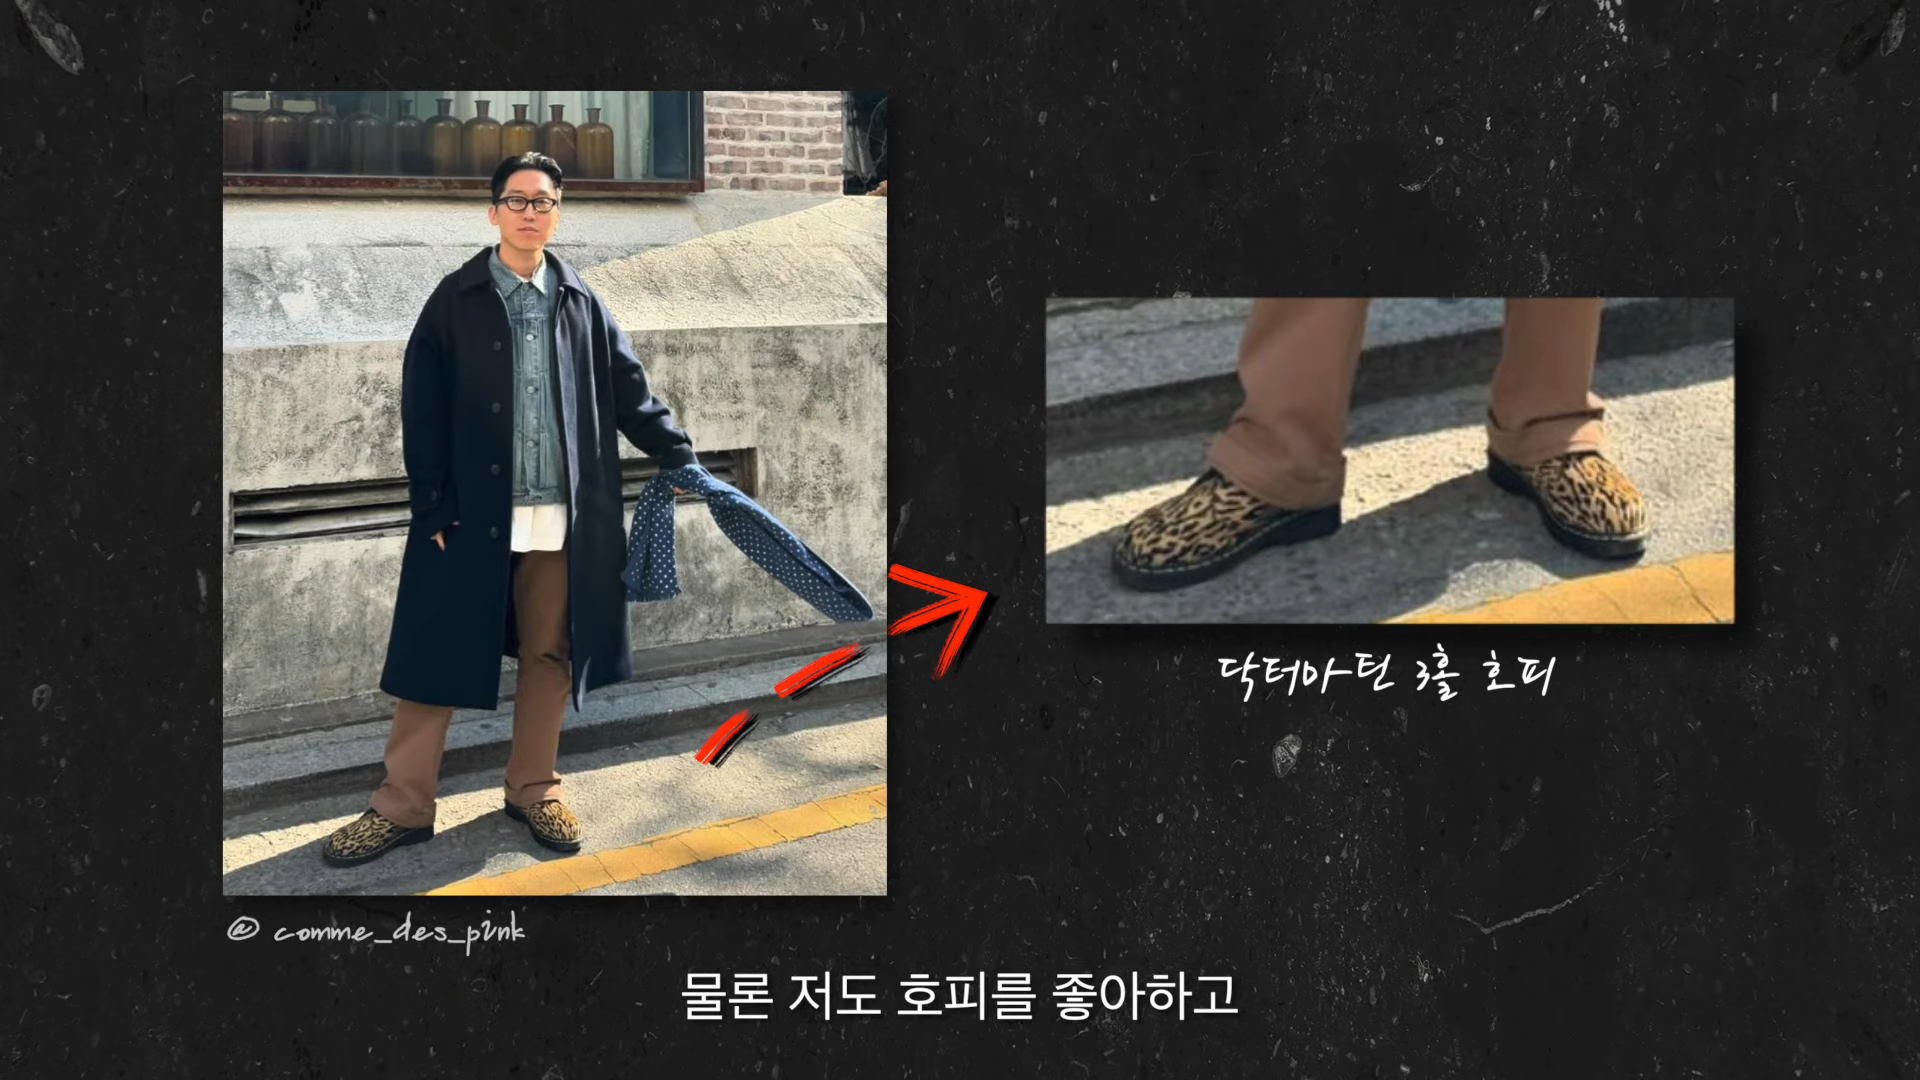 닥터마틴 3홀 호피
@ comme_des_pink
물론 저도 호피를 좋아하고